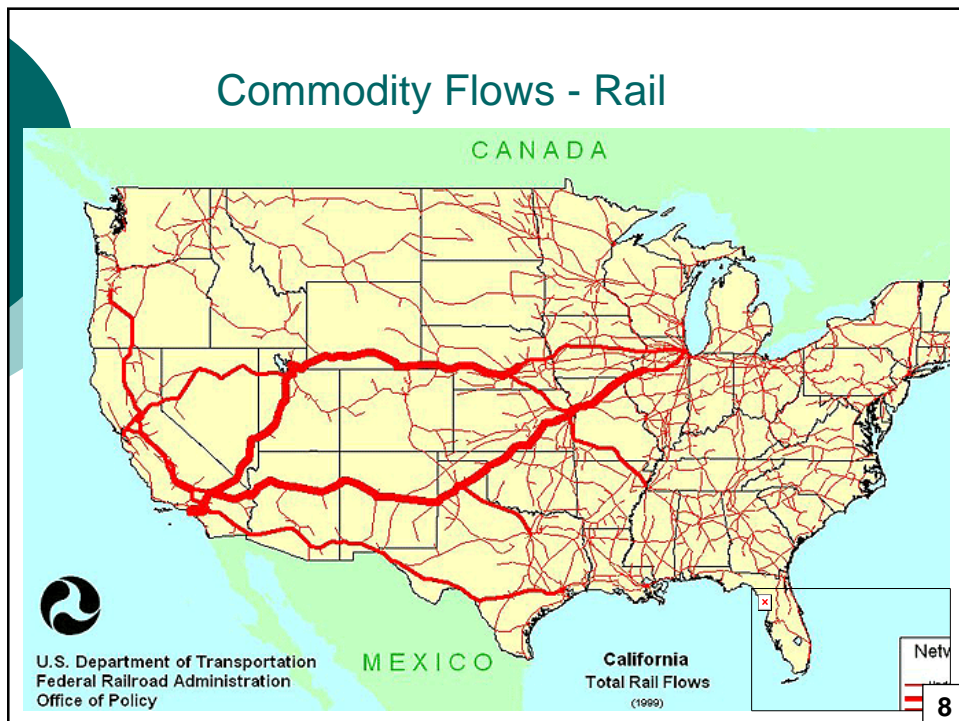 Commodity Flows - Rail
CANADA
MEXICO
U.S. Department of Transportation
Federal Railroad Administration
Office of Policy
California
Total Rail Flows
(1999)
Netw
8